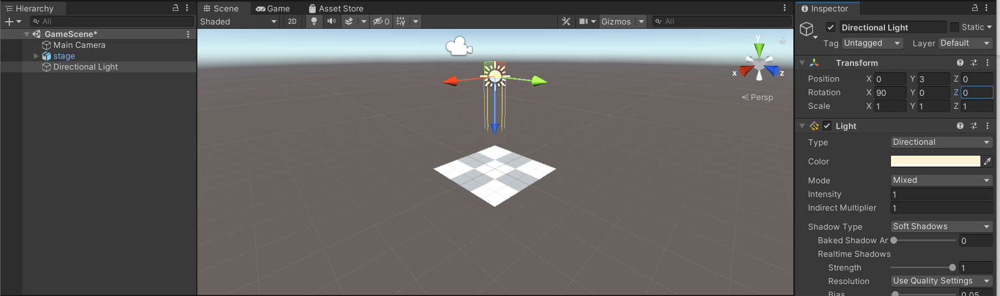 Hierarchy
All
GameScene*
Main Camera
stage
Directional Light
Scene
Game
Asset Store
Shaded
2D
0
Gizmos
All
y
x
z
Persp
Inspector
Directional Light
Static
Tag Untagged Layer Default
Transform
Position X 0 Y 3 Z 0
Rotation X 90 Y 0 Z 0
Scale X 1 Y 1 Z 1
Light
Type Directional
Color
Mode Mixed
Intensity 1
Indirect Multiplier 1
Shadow Type Soft Shadows
Baked Shadow Ar 0
Realtime Shadows
Strength 1
Resolution Use Quality Settings
Bias 0.05